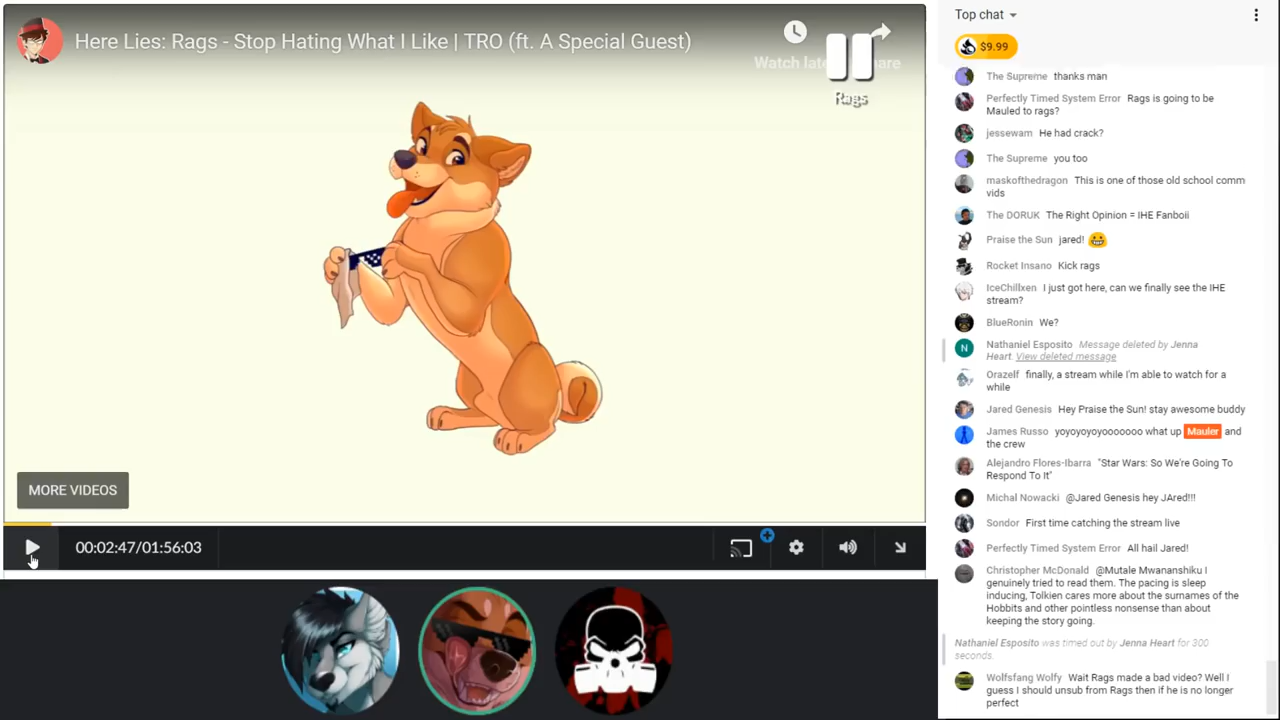 Here Lies: Rags - Stop Hating What I Like | TRO (ft. A Special Guest)
Watch later
Share
Rags
MORE VIDEOS
00:02:47/01:56:03
Top chat
$9.99
The Supreme thanks man
Perfectly Timed System Error Rags is going to be
Mauled to rags?
jessewam He had crack?
The Supreme you too
maskofthedragon This is one of those old school comm
vids
The DORUK The Right Opinion = IHE Fanboii
Praise the Sun jared!
Rocket Insano Kick rags
IceChillxen I just got here, can we finally see the IHE
stream?
BlueRonin We?
N
Nathaniel Esposito Message deleted by Jenna
Heart. View deleted message
Orazelf finally, a stream while I'm able to watch for a
while
Jared Genesis Hey Praise the Sun! stay awesome buddy
James Russo yoyoyoyoyooooooo what up Mauler and
the crew
Alejandro Flores-Ibarra "Star Wars: So We're Going To
Respond To It"
Michal Nowacki @Jared Genesis hey JAred!!!
Sondor First time catching the stream live
Perfectly Timed System Error All hail Jared!
Christopher McDonald @Mutale Mwananshiku I
genuinely tried to read them. The pacing is sleep
inducing, Tolkien cares more about the surnames of the
Hobbits and other pointless nonsense than about
keeping the story going.
Nathaniel Esposito was timed out by Jenna Heart for 300
seconds.
Wolfsfang Wolfy Wait Rags made a bad video? Well I
guess I should unsub from Rags then if he is no longer
perfect